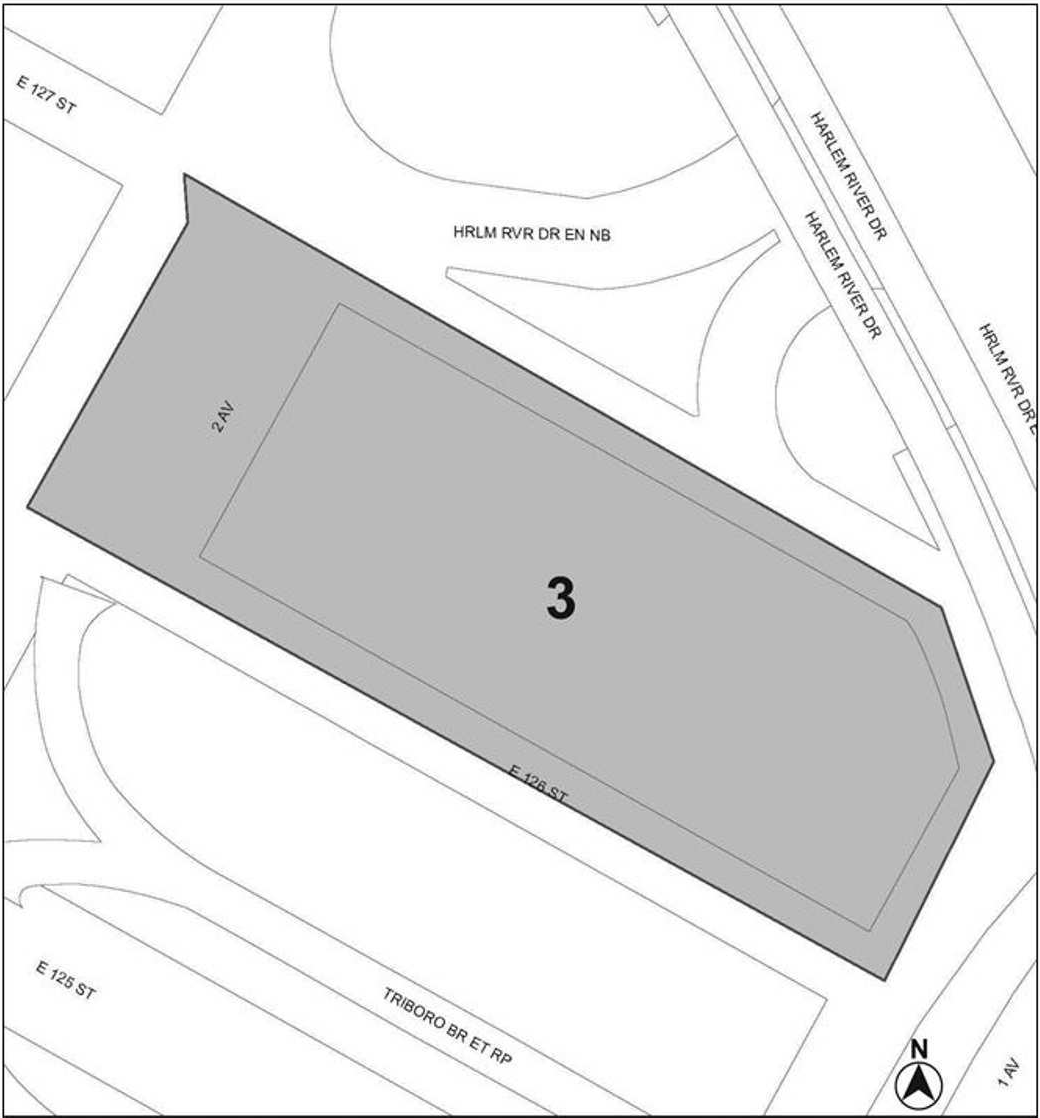 E 127 ST
HARLEM RIVER DR
HRLM RVR DR EN NB
HARLEM RIVER DR
HRLM RVR DR E
2 AV
3
E 126 ST
E 125 ST
TRIBORO BR ET RP
N
1 AV